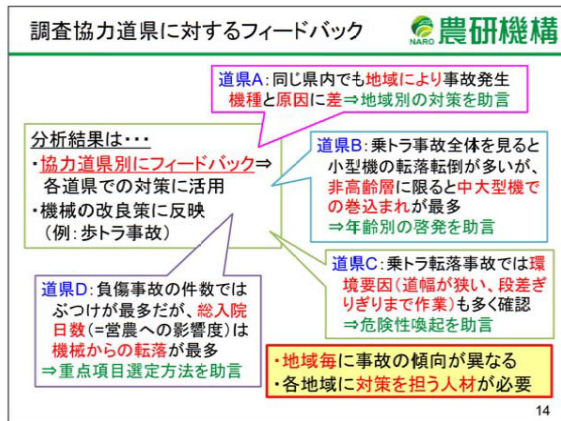 調査協力道県に対するフィードバック
NARO 農研機構
道県A：同じ県内でも地域により事故発生
機種と原因に差⇒地域別の対策を助言
分析結果は・・・
・協力道県別にフィードバック⇒
各道県での対策に活用
・機械の改良策に反映
（例：歩トラ事故）
道県B：乗トラ事故全体を見ると
小型機の転落転倒が多いが、
非高齢層に限ると中大型機で
の巻込まれが最多
⇒年齢別の啓発を助言
道県D：負傷事故の件数では
ぶつけが最多だが、総入院
日数（=営農への影響度）は
機械からの転落が最多
⇒重点項目選定方法を助言
道県C：乗トラ転落事故では環
境要因（道幅が狭い、段差ぎ
りぎりまで作業）も多く確認
⇒危険性喚起を助言
・地域毎に事故の傾向が異なる
・各地域に対策を担う人材が必要
14